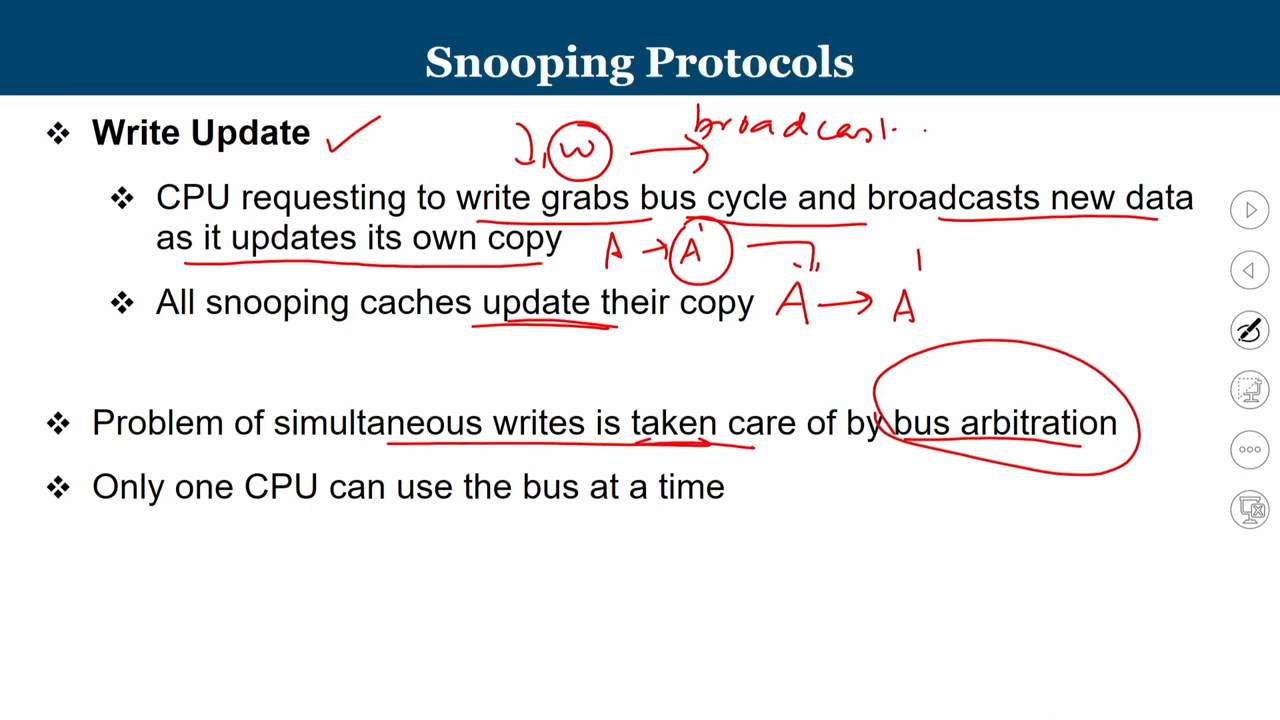 Snooping Protocols
❖ Write Update
W → broadcast.
❖ CPU requesting to write grabs bus cycle and broadcasts new data
as it updates its own copy
A → A'
❖ All snooping caches update their copy
A → A'
❖ Problem of simultaneous writes is taken care of by bus arbitration
❖ Only one CPU can use the bus at a time